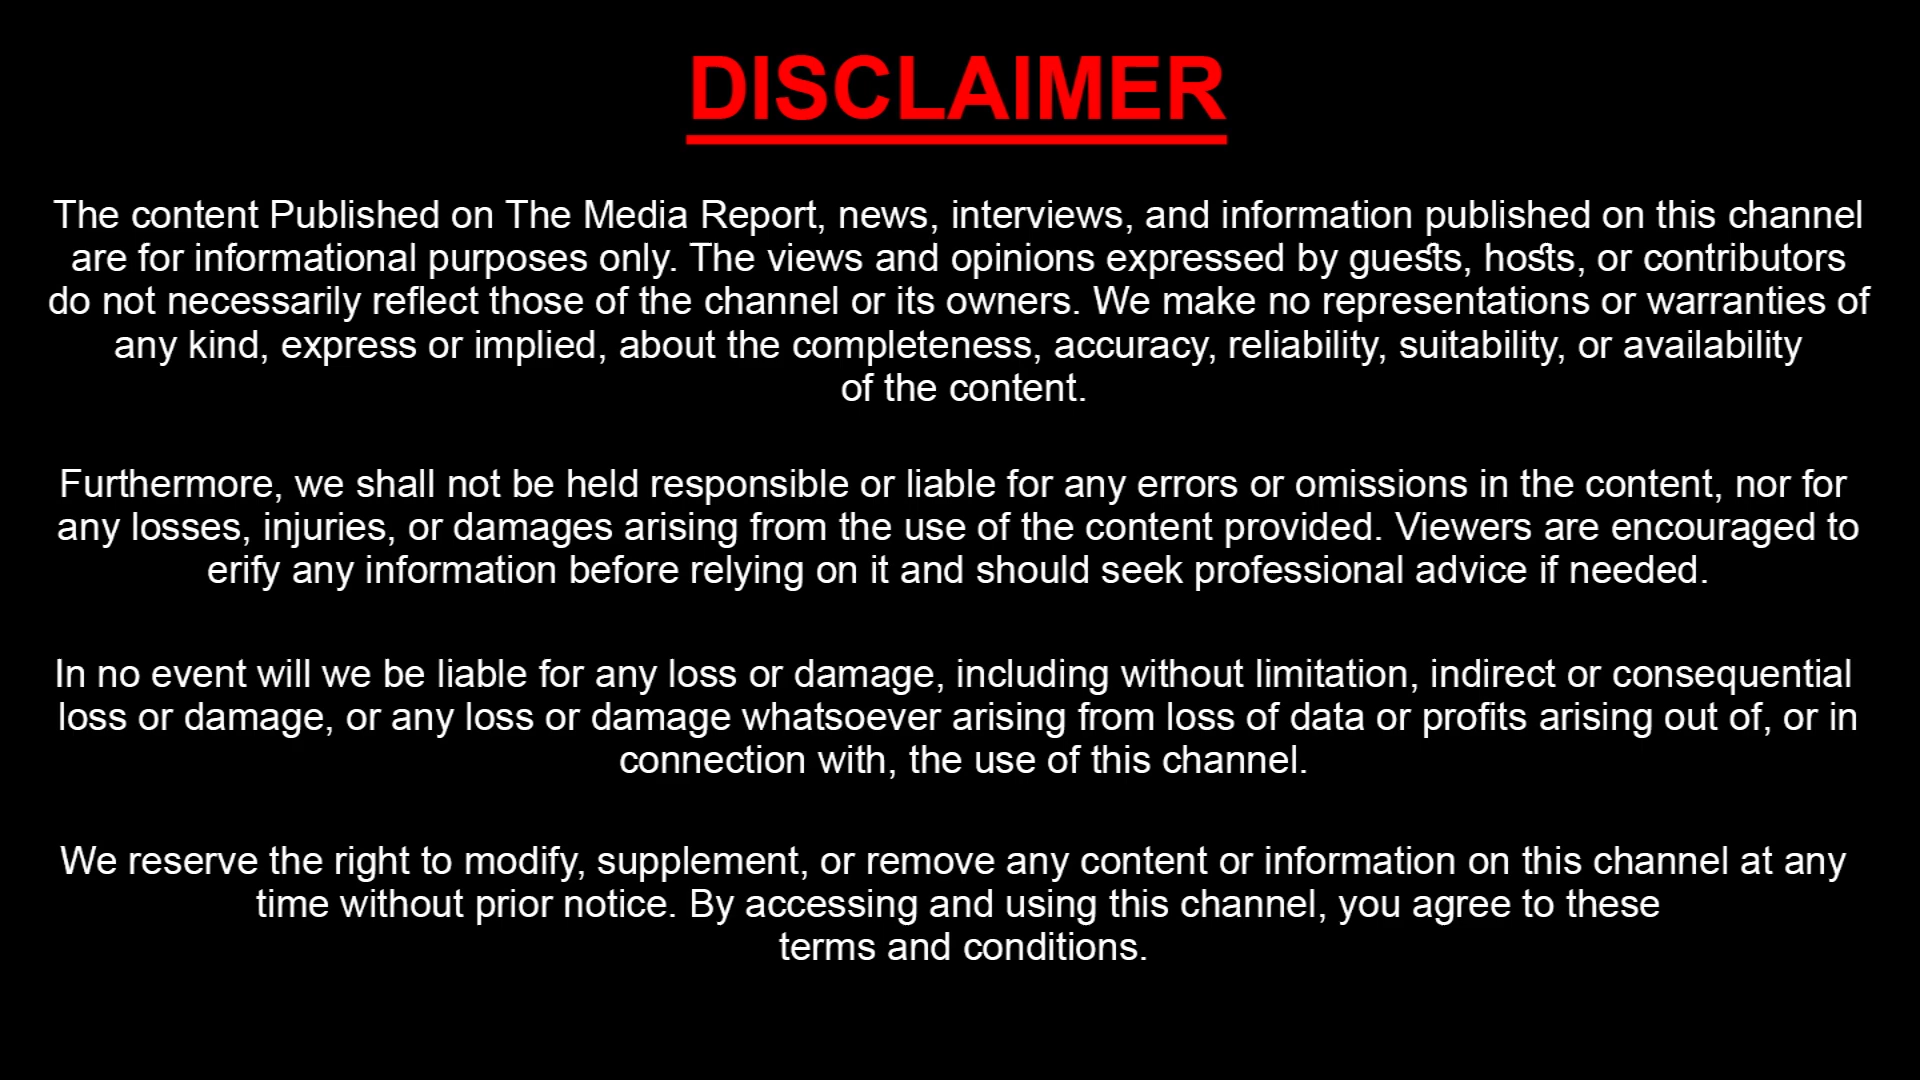 DISCLAIMER
The content Published on The Media Report, news, interviews, and information published on this channel
are for informational purposes only. The views and opinions expressed by guests, hosts, or contributors
do not necessarily reflect those of the channel or its owners. We make no representations or warranties of
any kind, express or implied, about the completeness, accuracy, reliability, suitability, or availability
of the content.
Furthermore, we shall not be held responsible or liable for any errors or omissions in the content, nor for
any losses, injuries, or damages arising from the use of the content provided. Viewers are encouraged to
erify any information before relying on it and should seek professional advice if needed.
In no event will we be liable for any loss or damage, including without limitation, indirect or consequential
loss or damage, or any loss or damage whatsoever arising from loss of data or profits arising out of, or in
connection with, the use of this channel.
We reserve the right to modify, supplement, or remove any content or information on this channel at any
time without prior notice. By accessing and using this channel, you agree to these
terms and conditions.